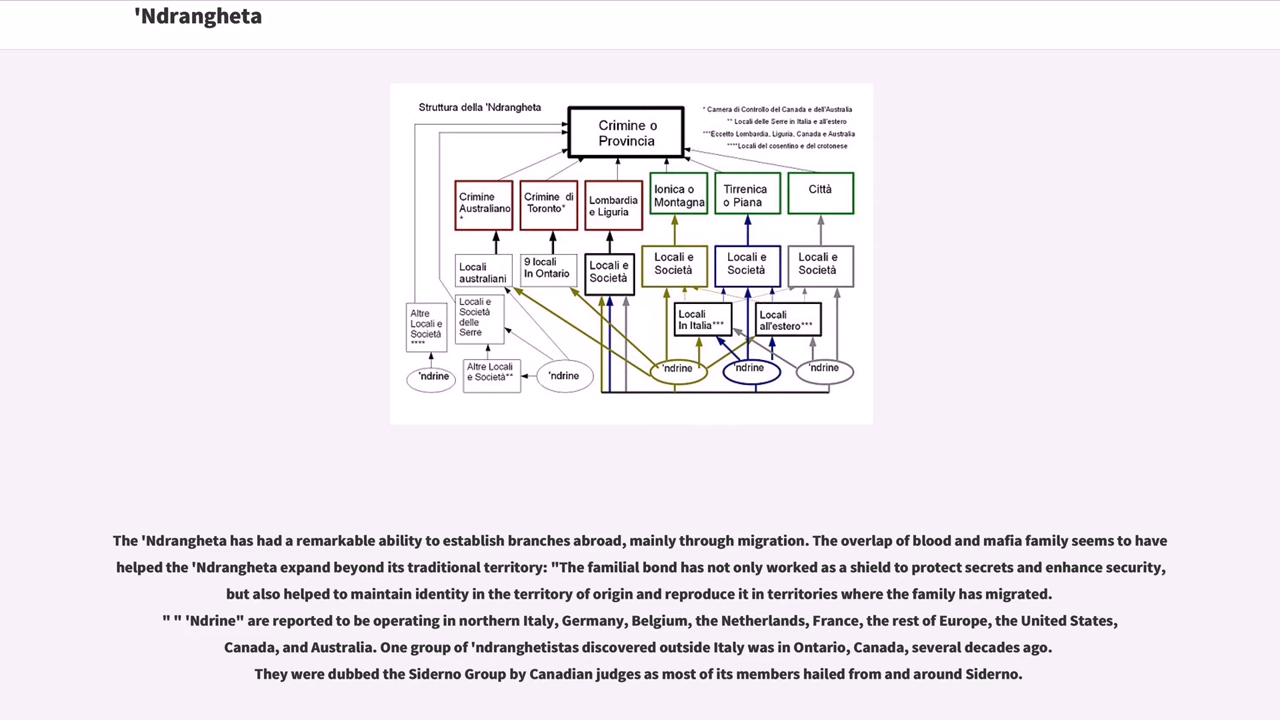 'Ndrangheta
Struttura della 'Ndrangheta
Crimine o
Provincia
* Camera di Controllo del Canada e dell'Australia
** Locali delle Serre in Italia e all'estero
***Eccetto Lombardia, Liguria, Canada e Australia
****Locali del cosentino e del crotonese
Crimine
Australiano
*
Crimine di
Toronto*
Lombardia
e Liguria
Ionica o
Montagna
Tirrenica
o Piana
Città
Locali
australiani
9 locali
In Ontario
Locali e
Società
Locali e
Società
Locali e
Società
Locali e
Società
Altre
Locali e
Società
****
Locali e
Società
delle
Serre
Locali
In Italia***
Locali
all'estero***
'ndrine
Altre Locali
e Società**
'ndrine
'ndrine
'ndrine
'ndrine
The 'Ndrangheta has had a remarkable ability to establish branches abroad, mainly through migration. The overlap of blood and mafia family seems to have
helped the 'Ndrangheta expand beyond its traditional territory: "The familial bond has not only worked as a shield to protect secrets and enhance security,
but also helped to maintain identity in the territory of origin and reproduce it in territories where the family has migrated.
" " 'Ndrine" are reported to be operating in northern Italy, Germany, Belgium, the Netherlands, France, the rest of Europe, the United States,
Canada, and Australia. One group of 'ndranghetistas discovered outside Italy was in Ontario, Canada, several decades ago.
They were dubbed the Siderno Group by Canadian judges as most of its members hailed from and around Siderno.